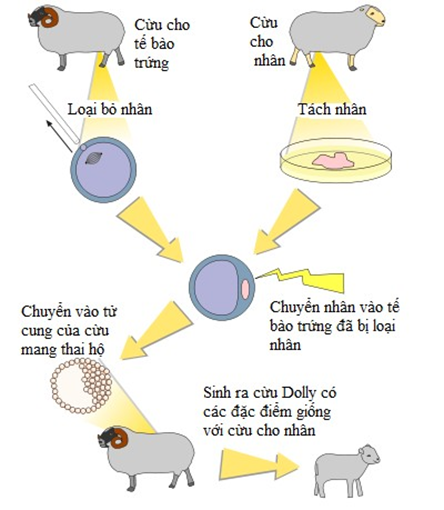 Cừu cho
tế bào
trứng
Cừu
cho
nhân
Loại bỏ nhân
Tách nhân
Chuyển nhân vào tế
bào trứng đã bị loại
nhân
Chuyển vào tử
cung của cừu
mang thai hộ
Sinh ra cừu Dolly có
các đặc điểm giống
với cừu cho nhân